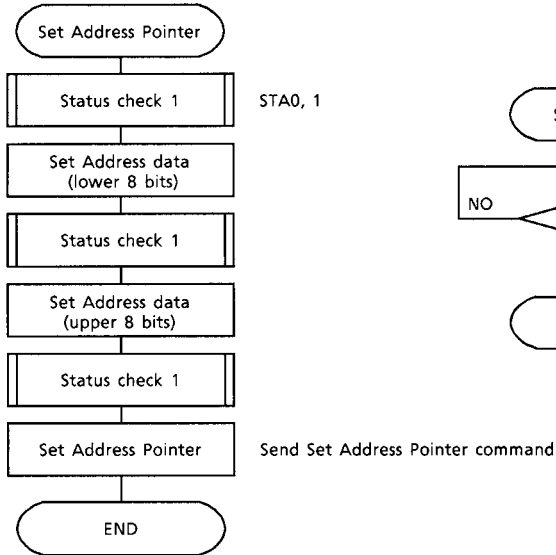 Set Address Pointer
Status check 1
STA0, 1
Set Address data
(lower 8 bits)
Status check 1
Set Address data
(upper 8 bits)
Status check 1
Set Address Pointer
Send Set Address Pointer command
END
NO